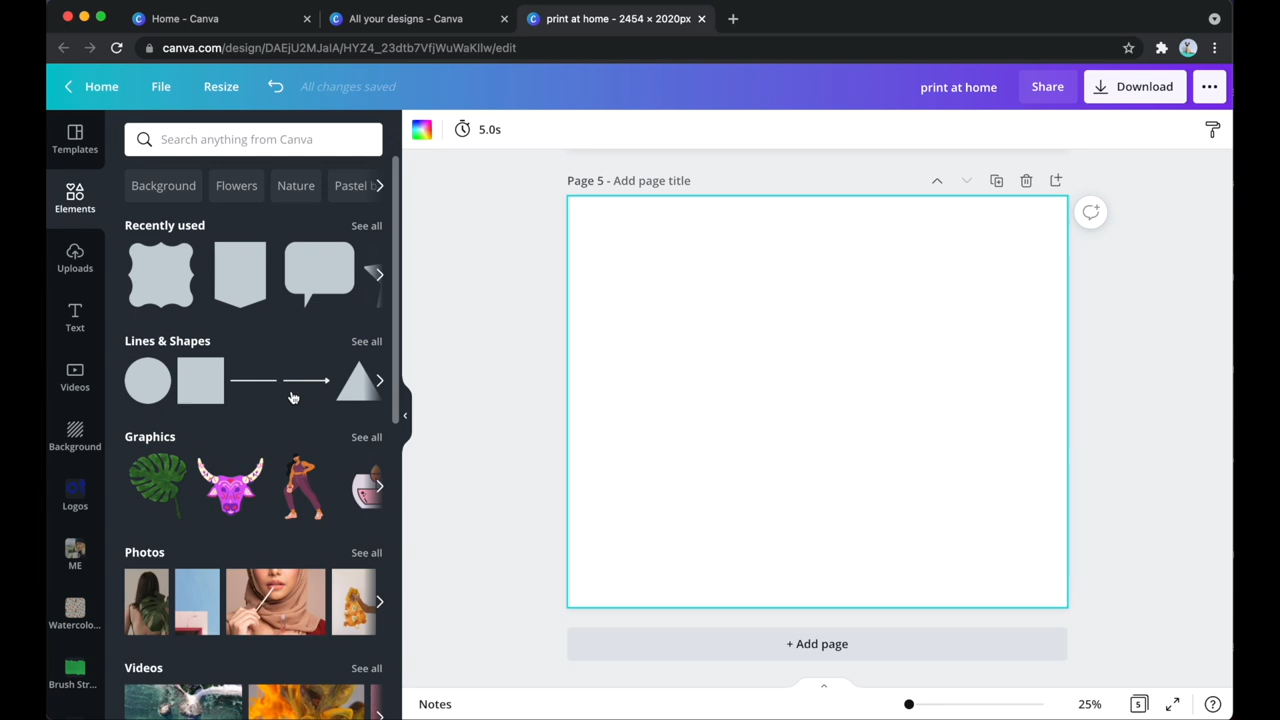 Home - Canva
All your designs - Canva
print at home - 2454 × 2020px
canva.com/design/DAEjU2MJaIA/HYZ4_23dtb7VfjWuWaKIIw/edit
Home File Resize All changes saved print at home Share Download
Templates
Elements
Uploads
Text
Videos
Background
Logos
ME
Watercolo...
Brush Str...
Search anything from Canva
Background Flowers Nature Pastel b
Recently used See all
Lines & Shapes See all
Graphics See all
Photos See all
Videos See all
5.0s
Page 5 - Add page title
+ Add page
Notes 25% 5 ?